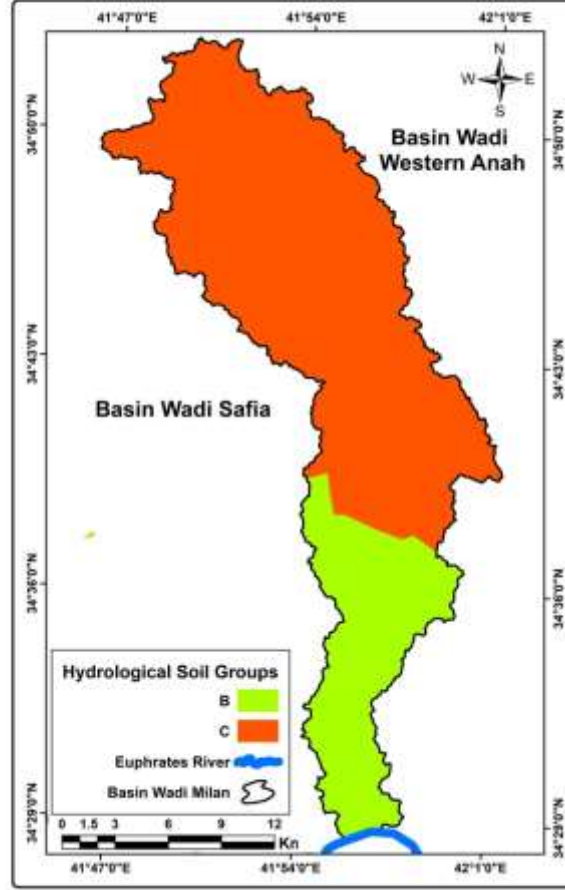 41°47'0"E 41°54'0"E 42°1'0"E
N
W E
S
34°50'0"N
34°50'0"N
Basin Wadi
Western Anah
34°43'0"N
34°43'0"N
Basin Wadi Safia
34°36'0"N
34°36'0"N
Hydrological Soil Groups
B
C
Euphrates River
Basin Wadi Milan
34°29'0"N
34°29'0"N
0 1.5 3 6 9 12
Kn
41°47'0"E 41°54'0"E 42°1'0"E